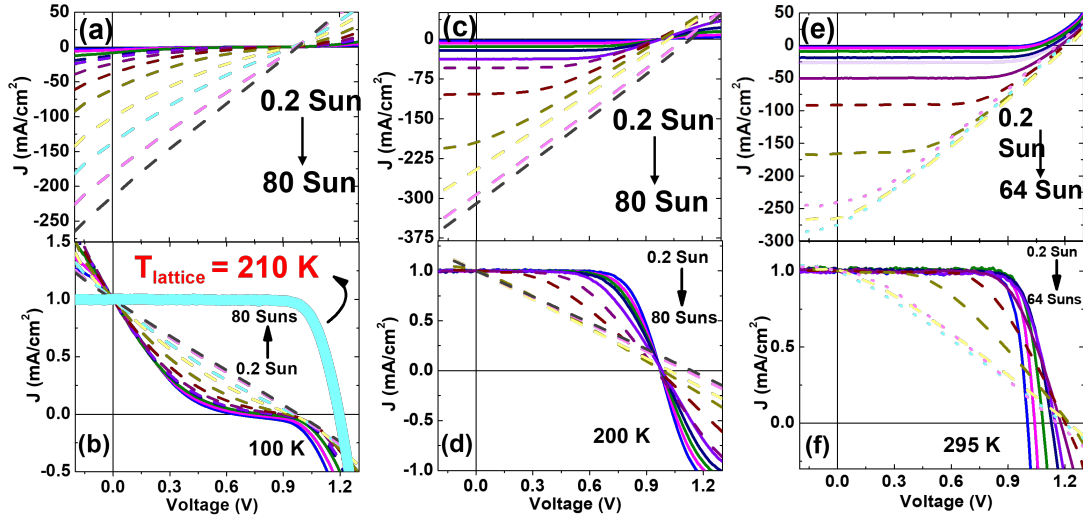 (a)
J (mA/cm²)
50
0
-50
-100
-150
-200
-250
0.2 Sun
80 Sun
(b)
J (mA/cm²)
1.5
1.0
0.5
0.0
-0.5
T_lattice = 210 K
80 Suns
0.2 Sun
100 K
0.0 0.3 0.6 0.9 1.2
Voltage (V)
(c)
J (mA/cm²)
75
0
-75
-150
-225
-300
-375
0.2 Sun
80 Sun
(d)
J (mA/cm²)
1.5
1.0
0.5
0.0
-0.5
-1.0
0.2 Sun
80 Suns
200 K
0.0 0.3 0.6 0.9 1.2
Voltage (V)
(e)
J (mA/cm²)
50
0
-50
-100
-150
-200
-250
-300
0.2
Sun
64 Sun
(f)
J (mA/cm²)
1.0
0.5
0.0
0.2 Sun
64 Suns
295 K
0.0 0.3 0.6 0.9 1.2
Voltage (V)